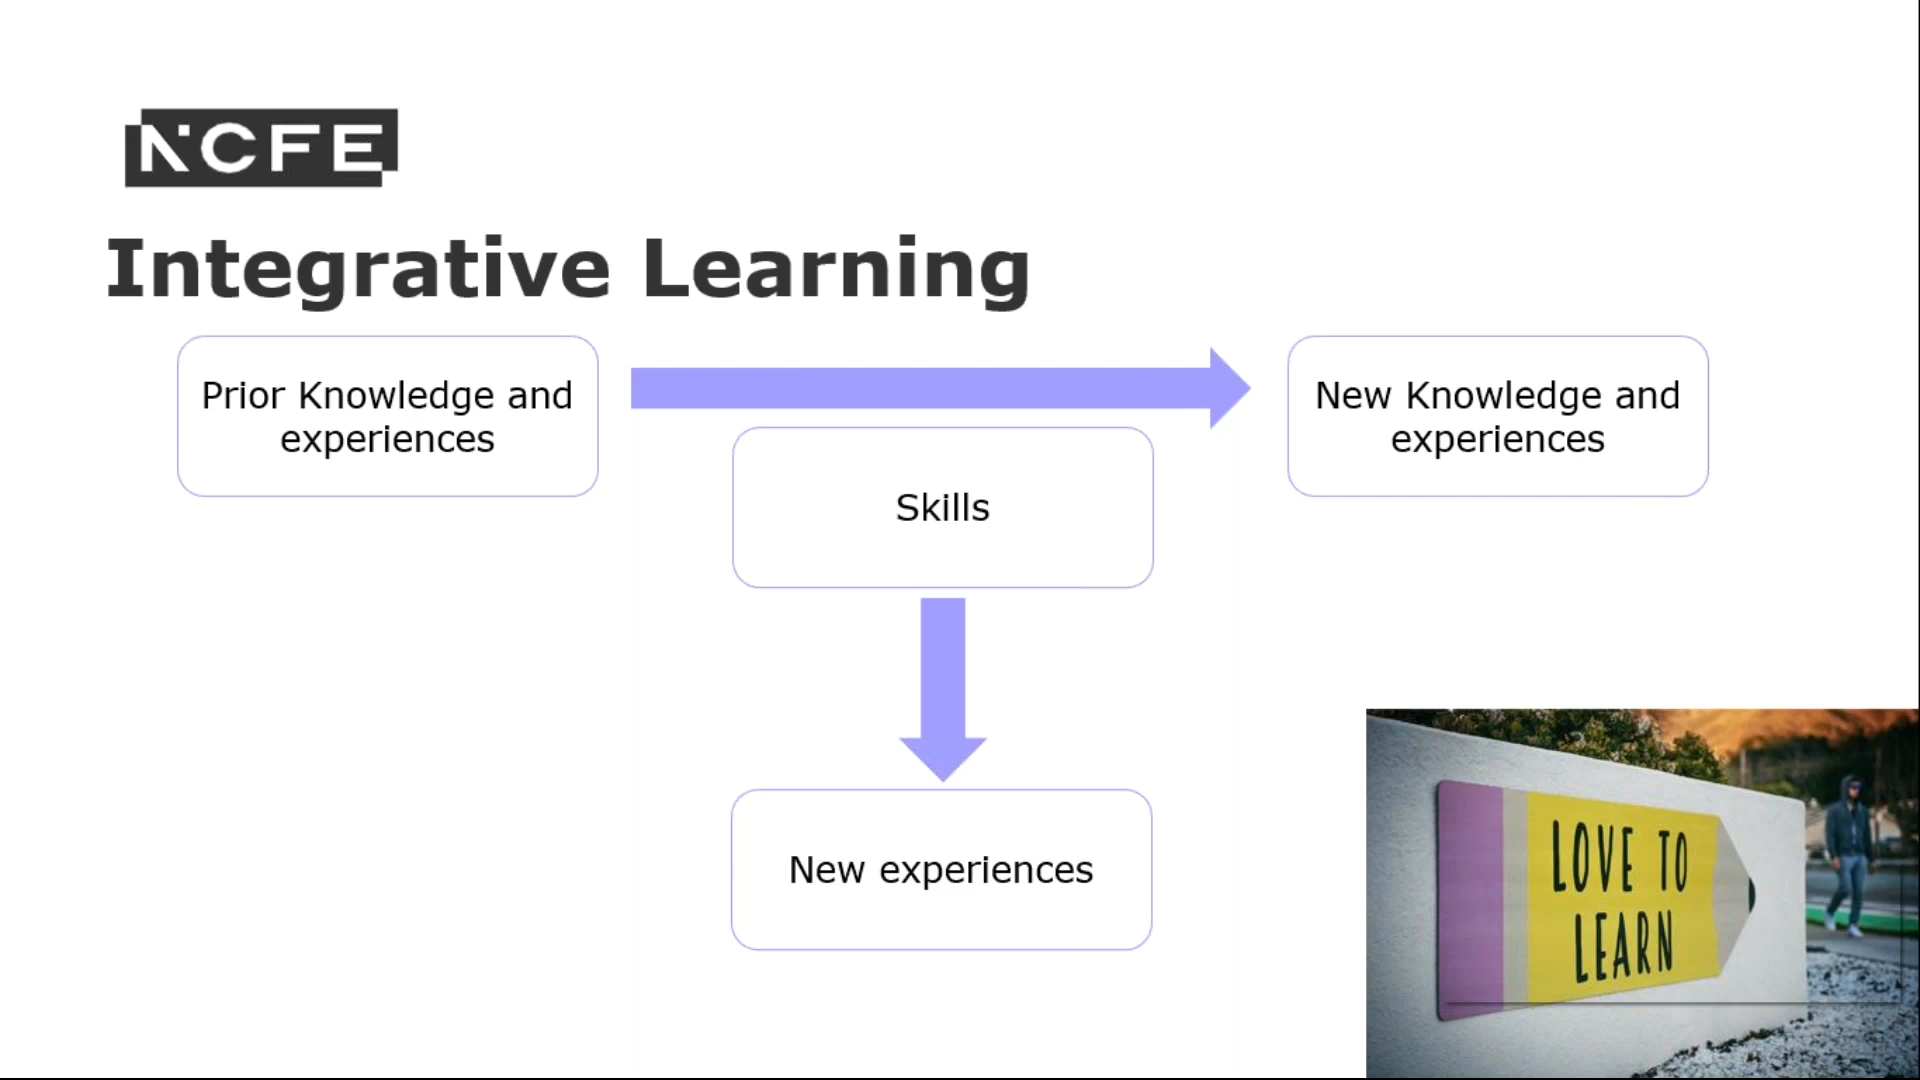 NCFE
Integrative Learning
Prior Knowledge and
experiences
New Knowledge and
experiences
Skills
New experiences
LOVE TO
LEARN